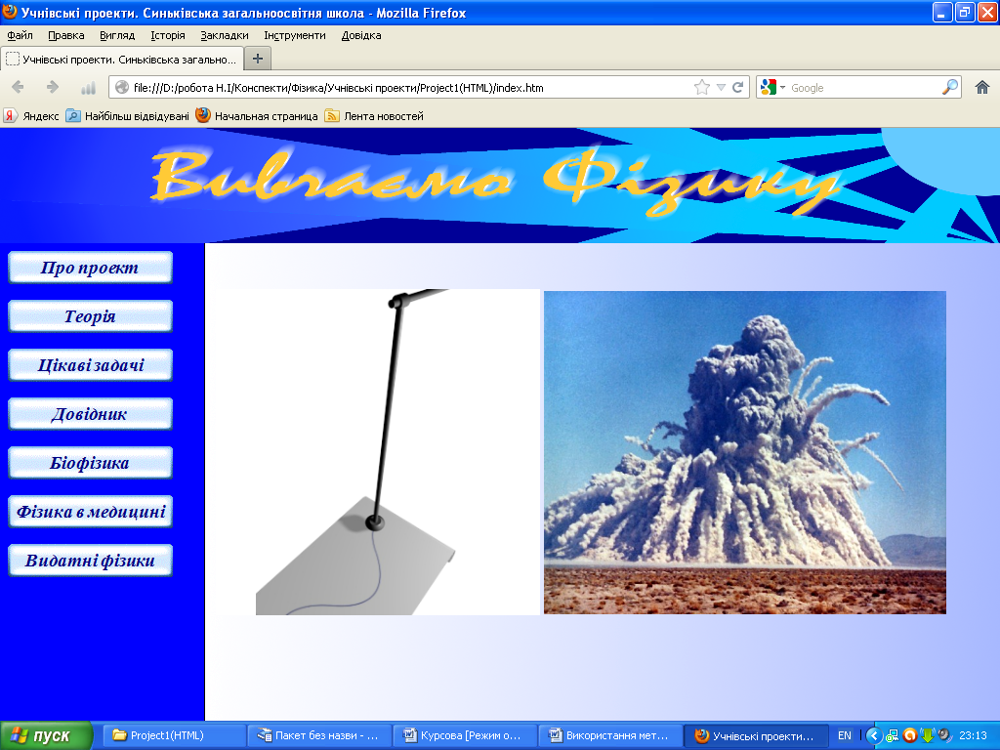 Учнівські проекти. Синьківська загальноосвітня школа - Mozilla Firefox
Файл Правка Вигляд Історія Закладки Інструменти Довідка
Учнівські проекти. Синьківська загально... +
file:///D:/робота Н.І/Конспекти/Фізика/Учнівські проекти/Project1(HTML)/index.htm Google
Яндекс Найбільш відвідувані Начальная страница Лента новостей
Вивчаємо Фізику
Про проект
Теорія
Цікаві задачі
Довідник
Біофізика
Фізика в медицині
Видатні фізики
пуск Project1(HTML) Пакет без назви - ... Курсова [Режим о... Використання мет... Учнівські проекти... EN 23:13